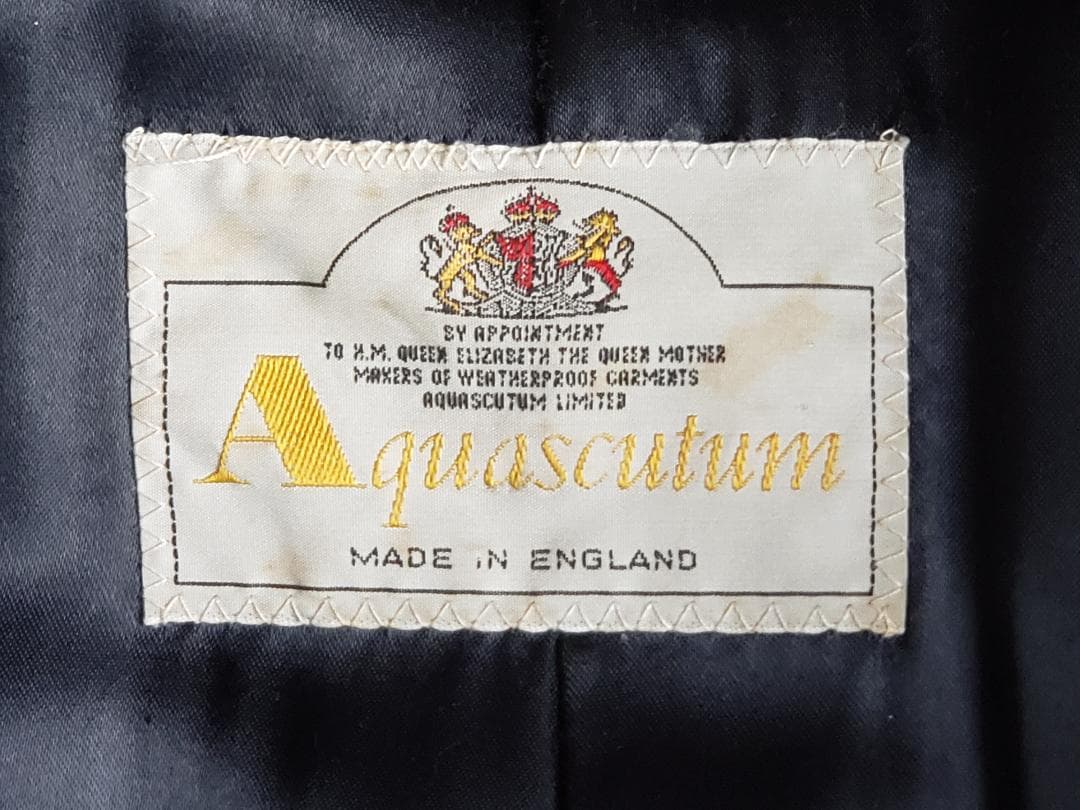 BY APPOINTMENT
TO H.M. QUEEN ELIZABETH THE QUEEN MOTHER
MAKERS OF WEATHERPROOF GARMENTS
AQUASCUTUM LIMITED
Aquascutum
MADE IN ENGLAND